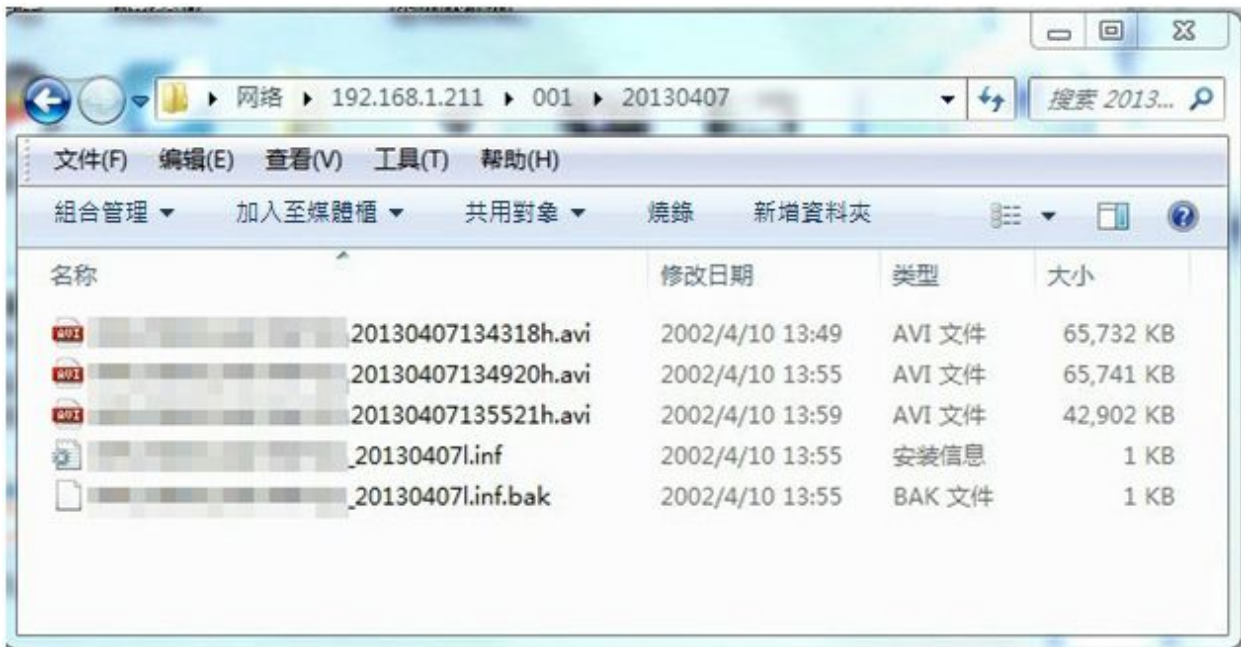 网络 192.168.1.211 001 20130407 搜索 2013...
文件(F) 编辑(E) 查看(V) 工具(T) 帮助(H)
組合管理 加入至媒體櫃 共用對象 燒錄 新增資料夾
名称 修改日期 类型 大小
20130407134318h.avi 2002/4/10 13:49 AVI 文件 65,732 KB
20130407134920h.avi 2002/4/10 13:55 AVI 文件 65,741 KB
20130407135521h.avi 2002/4/10 13:59 AVI 文件 42,902 KB
_20130407l.inf 2002/4/10 13:55 安装信息 1 KB
_20130407l.inf.bak 2002/4/10 13:55 BAK 文件 1 KB